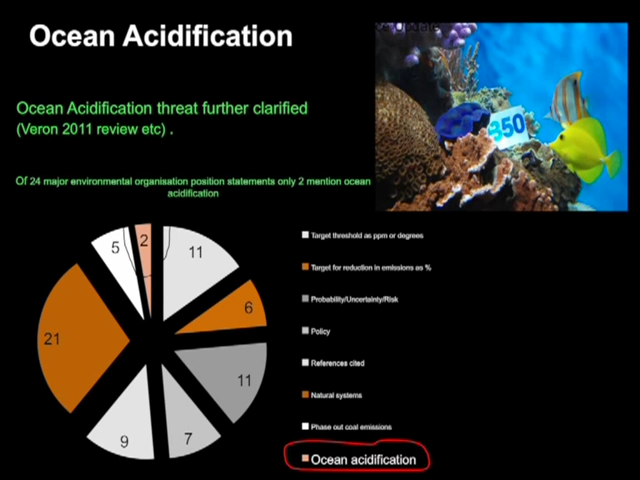 Ocean Acidification
ce Update
350
Ocean Acidification threat further clarified
(Veron 2011 review etc) .
Of 24 major environmental organisation position statements only 2 mention ocean
acidification
5
2
11
6
21
11
9
7
Target threshold as ppm or degrees
Target for reduction in emissions as %
Probability/Uncertainty/Risk
Policy
References cited
Natural systems
Phase out coal emissions
Ocean acidification